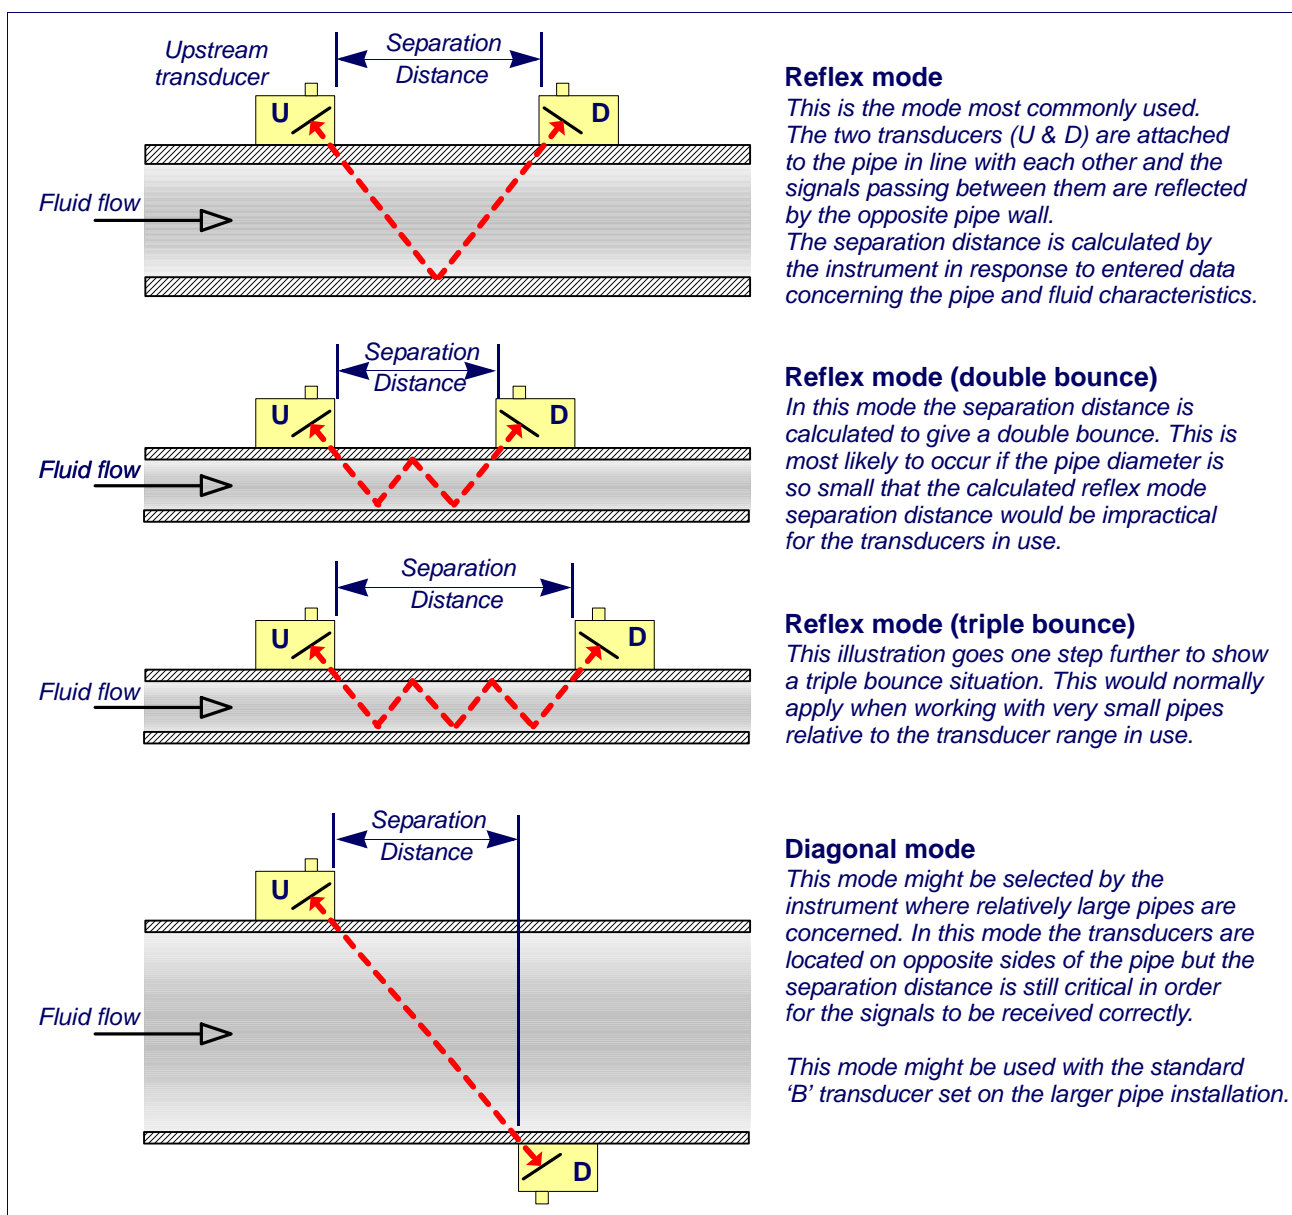 Upstream
transducer
Separation
Distance
U
D
Fluid flow
Reflex mode
This is the mode most commonly used.
The two transducers (U & D) are attached
to the pipe in line with each other and the
signals passing between them are reflected
by the opposite pipe wall.
The separation distance is calculated by
the instrument in response to entered data
concerning the pipe and fluid characteristics.
Separation
Distance
U
D
Fluid flow
Reflex mode (double bounce)
In this mode the separation distance is
calculated to give a double bounce. This is
most likely to occur if the pipe diameter is
so small that the calculated reflex mode
separation distance would be impractical
for the transducers in use.
Separation
Distance
U
D
Fluid flow
Reflex mode (triple bounce)
This illustration goes one step further to show
a triple bounce situation. This would normally
apply when working with very small pipes
relative to the transducer range in use.
Separation
Distance
U
Fluid flow
D
Diagonal mode
This mode might be selected by the
instrument where relatively large pipes are
concerned. In this mode the transducers are
located on opposite sides of the pipe but the
separation distance is still critical in order
for the signals to be received correctly.
This mode might be used with the standard
‘B’ transducer set on the larger pipe installation.